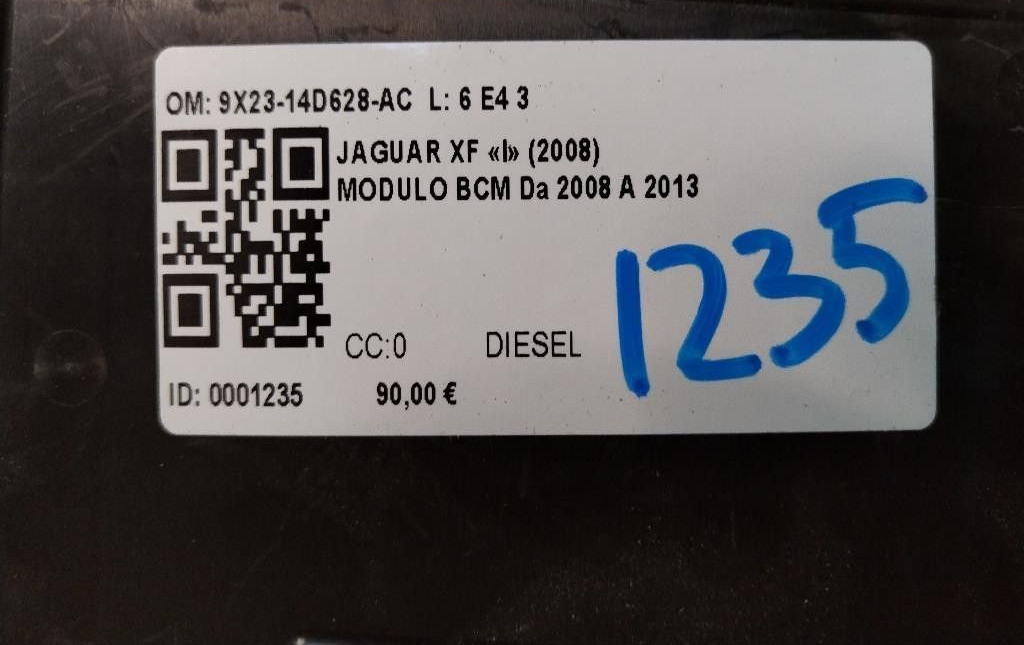 OM: 9X23-14D628-AC L: 6 E4 3
JAGUAR XF «I» (2008)
MODULO BCM Da 2008 A 2013
1235
CC:0 DIESEL
ID: 0001235 90,00 €